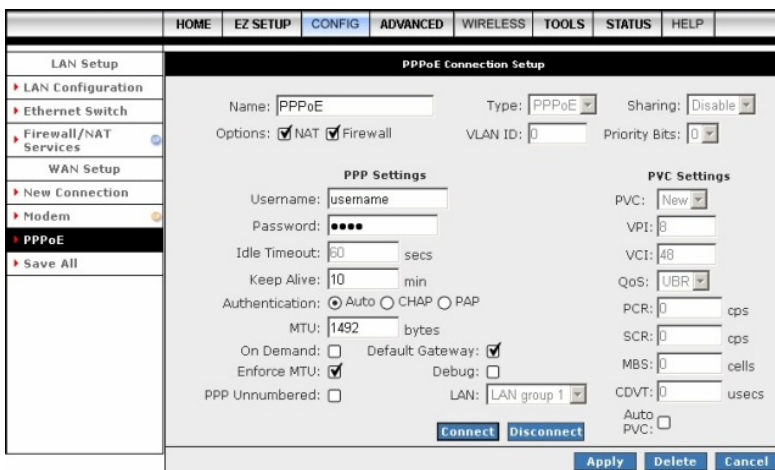 HOME EZ SETUP CONFIG ADVANCED WIRELESS TOOLS STATUS HELP
LAN Setup
LAN Configuration
Ethernet Switch
Firewall/NAT
Services
WAN Setup
New Connection
Modem
PPPoE
Save All
PPPoE Connection Setup
Name: PPPoE Type: PPPoE Sharing: Disable
Options: NAT Firewall VLAN ID: 0 Priority Bits: 0
PPP Settings PVC Settings
Username: username PVC: New
Password: •••• VPI: 8
Idle Timeout: 60 secs VCI: 48
Keep Alive: 10 min QoS: UBR
Authentication: Auto CHAP PAP PCR: 0 cps
MTU: 1492 bytes SCR: 0 cps
On Demand: Default Gateway:
Enforce MTU: Debug: MBS: 0 cells
PPP Unnumbered: LAN: LAN group 1 CDVT: 0 usecs
Auto
PVC:
Connect Disconnect
Apply Delete Cancel